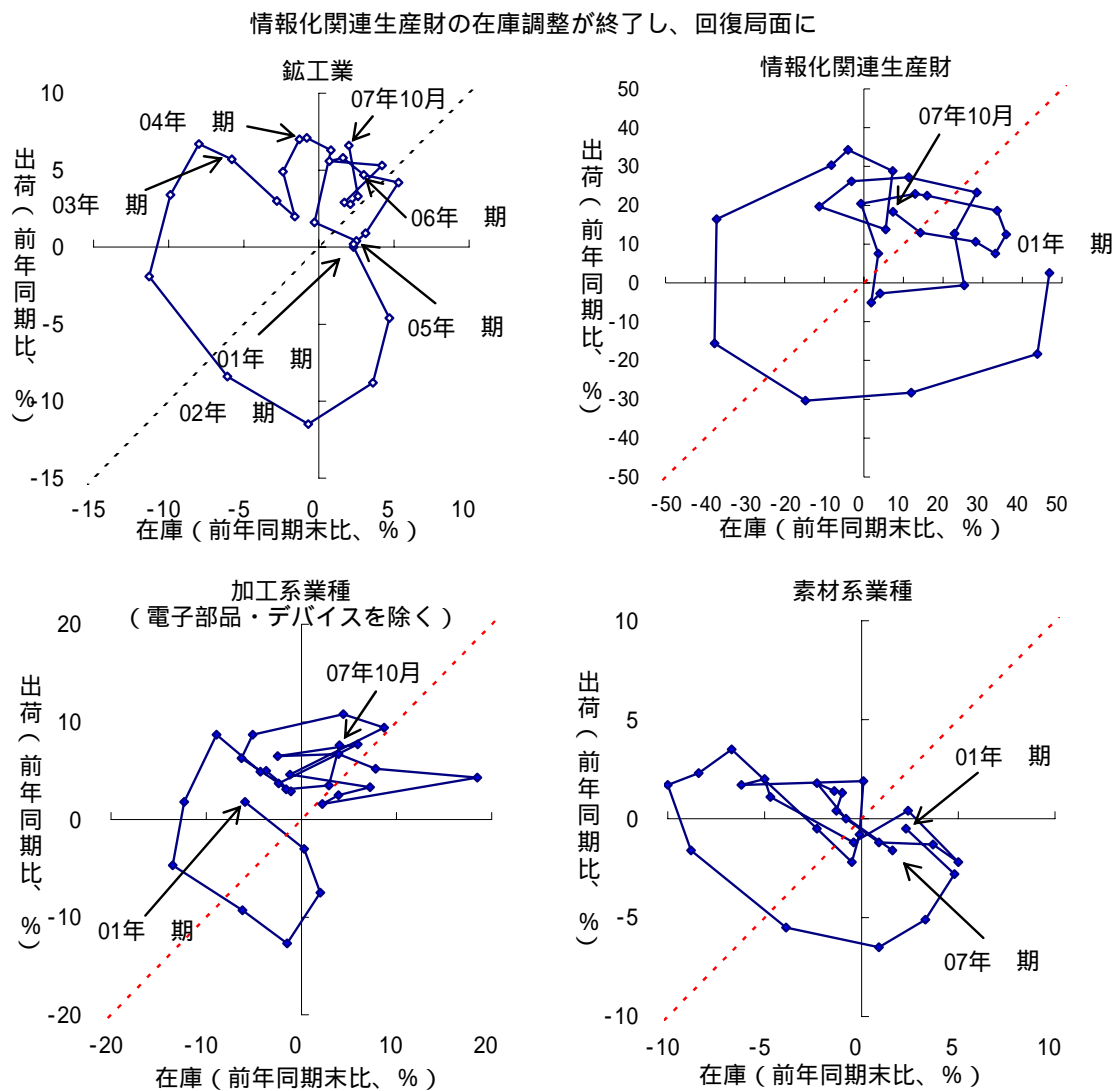 情報化関連生産財の在庫調整が終了し、回復局面に
鉱工業
出荷(前年同期比、%)
10
5
0
-5
-10
-15
-15
-10
-5
0
5
10
在庫(前年同期末比、%)
04年　期
07年10月
03年　期
06年　期
05年　期
01年　期
02年　期
情報化関連生産財
出荷(前年同期比、%)
50
40
30
20
10
0
-10
-20
-30
-40
-50
-50 -40 -30 -20 -10 0 10 20 30 40 50
在庫(前年同期末比、%)
07年10月
01年　期
加工系業種
(電子部品・デバイスを除く)
出荷(前年同期比、%)
20
10
0
-10
-20
-20
-10
0
10
20
在庫(前年同期末比、%)
07年10月
01年　期
素材系業種
出荷(前年同期比、%)
10
5
0
-5
-10
-10
-5
0
5
10
在庫(前年同期末比、%)
01年　期
07年　期